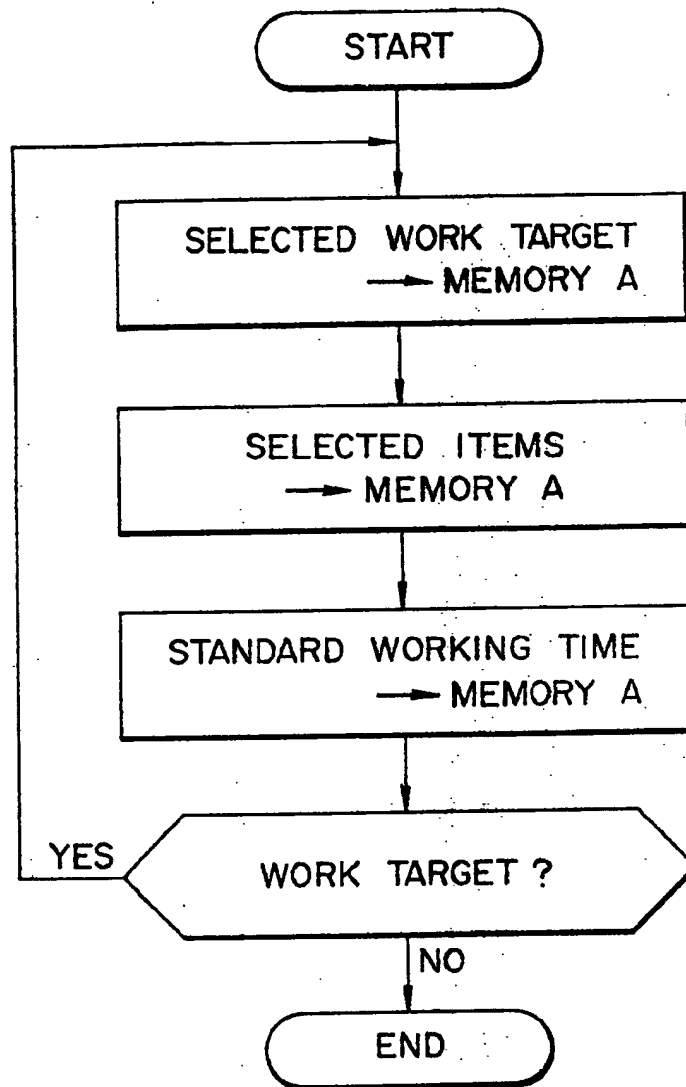 START
SELECTED WORK TARGET
→ MEMORY A
SELECTED ITEMS
→ MEMORY A
STANDARD WORKING TIME
→ MEMORY A
YES
WORK TARGET ?
NO
END